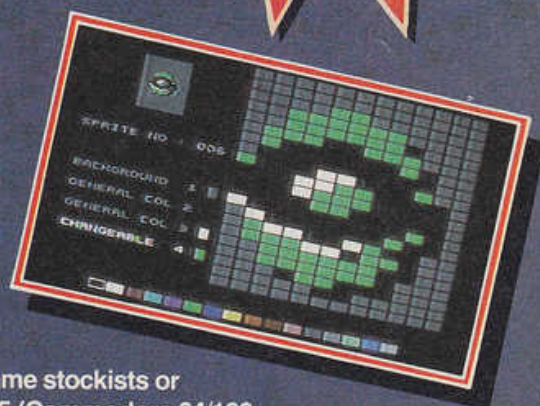 SPRITE NO : 006
BACKGROUND 1
GENERAL COL 2
GENERAL COL 3
CHANGEABLE 4
me stockists or